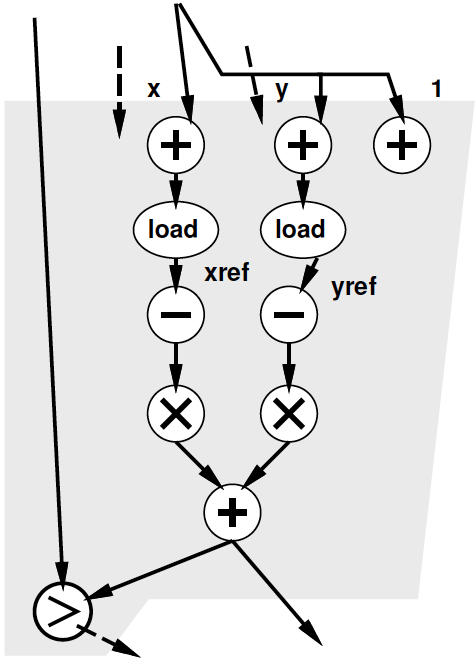 x y 1
+ + +
load load
xref
yref
− −
× ×
+
>